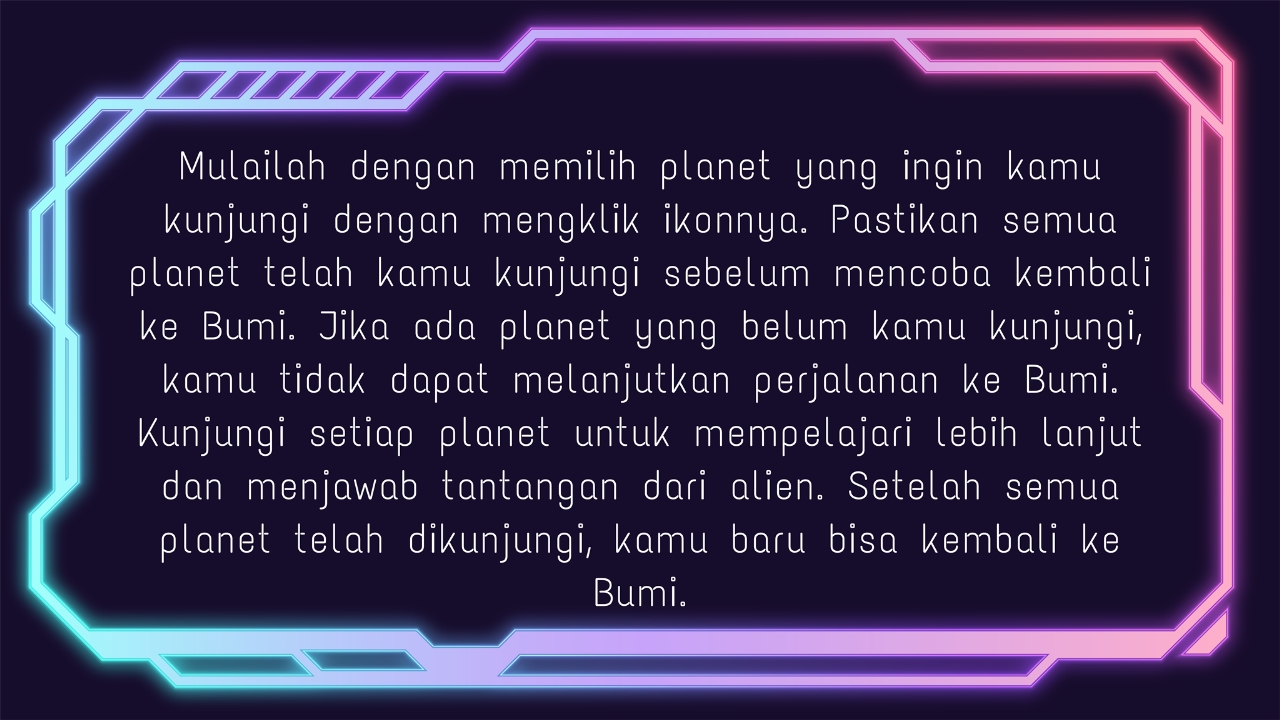 Mulailah dengan memilih planet yang ingin kamu
kunjungi dengan mengklik ikonnya. Pastikan semua
planet telah kamu kunjungi sebelum mencoba kembali
ke Bumi. Jika ada planet yang belum kamu kunjungi,
kamu tidak dapat melanjutkan perjalanan ke Bumi.
Kunjungi setiap planet untuk mempelajari lebih lanjut
dan menjawab tantangan dari alien. Setelah semua
planet telah dikunjungi, kamu baru bisa kembali ke
Bumi.